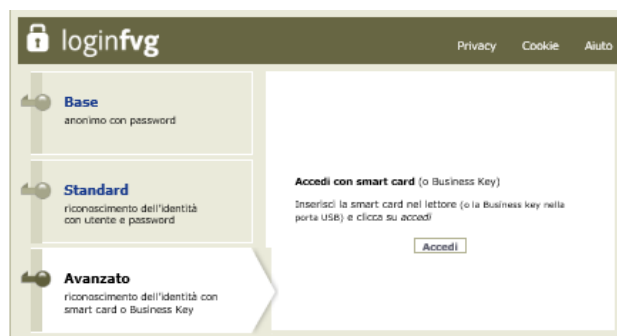 loginfvg
Privacy Cookie Aiuto
Base
anonimo con password
Standard
riconoscimento dell'identità
con utente e password
Avanzato
riconoscimento dell'identità con
smart card o Business Key
Accedi con smart card (o Business Key)
Inserisci la smart card nel lettore (o la Business key nella
porta USB) e clicca su accedi
Accedi